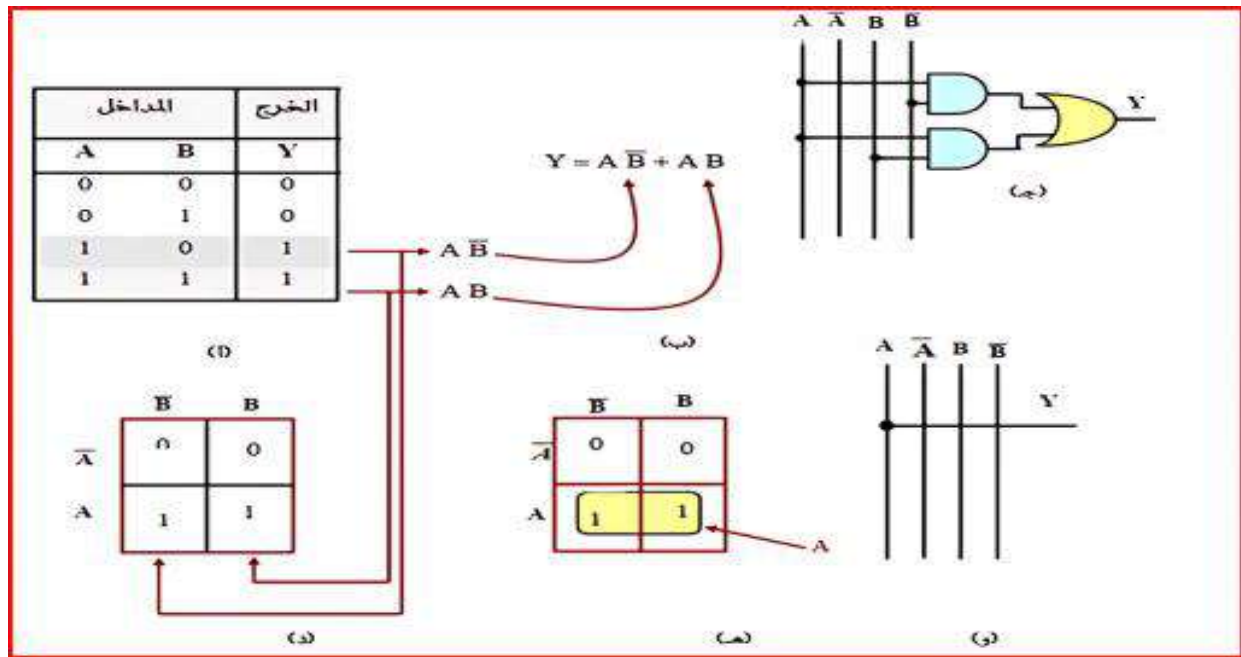 المداخل الخرج
A B Y
0 0 0
0 1 0
1 0 1
1 1 1
(ا)
Y = A B̅ + A B
A B̅
A B
(ب)
A A̅ B B̅
Y
(جـ)
B̅ B
A̅ 0 0
A 1 1
(د)
B̅ B
A̅ 0 0
A 1 1
A
(هـ)
A A̅ B B̅
Y
(و)